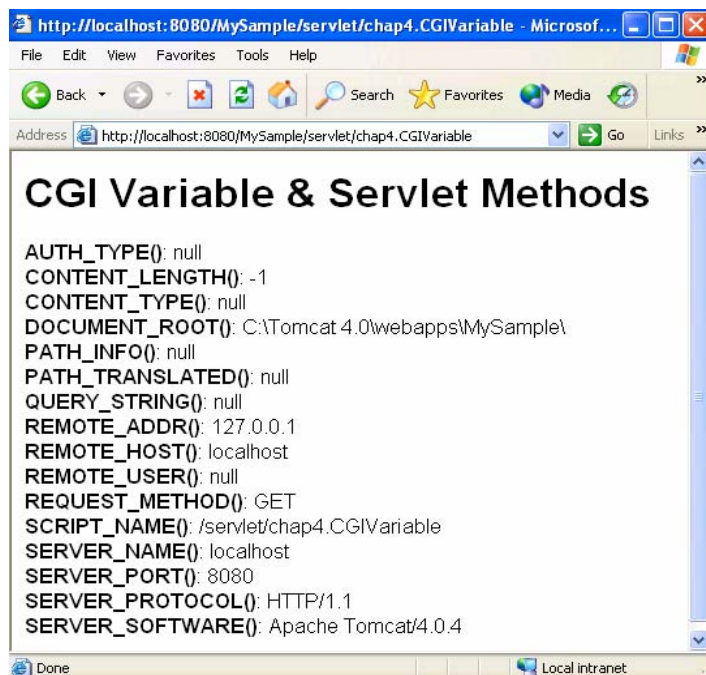 http://localhost:8080/MySample/servlet/chap4.CGIVariable - Microsof...
File Edit View Favorites Tools Help
Back Search Favorites Media
Address http://localhost:8080/MySample/servlet/chap4.CGIVariable Go Links
CGI Variable & Servlet Methods
AUTH_TYPE(): null
CONTENT_LENGTH(): -1
CONTENT_TYPE(): null
DOCUMENT_ROOT(): C:\Tomcat 4.0\webapps\MySample\
PATH_INFO(): null
PATH_TRANSLATED(): null
QUERY_STRING(): null
REMOTE_ADDR(): 127.0.0.1
REMOTE_HOST(): localhost
REMOTE_USER(): null
REQUEST_METHOD(): GET
SCRIPT_NAME(): /servlet/chap4.CGIVariable
SERVER_NAME(): localhost
SERVER_PORT(): 8080
SERVER_PROTOCOL(): HTTP/1.1
SERVER_SOFTWARE(): Apache Tomcat/4.0.4
Done Local intranet